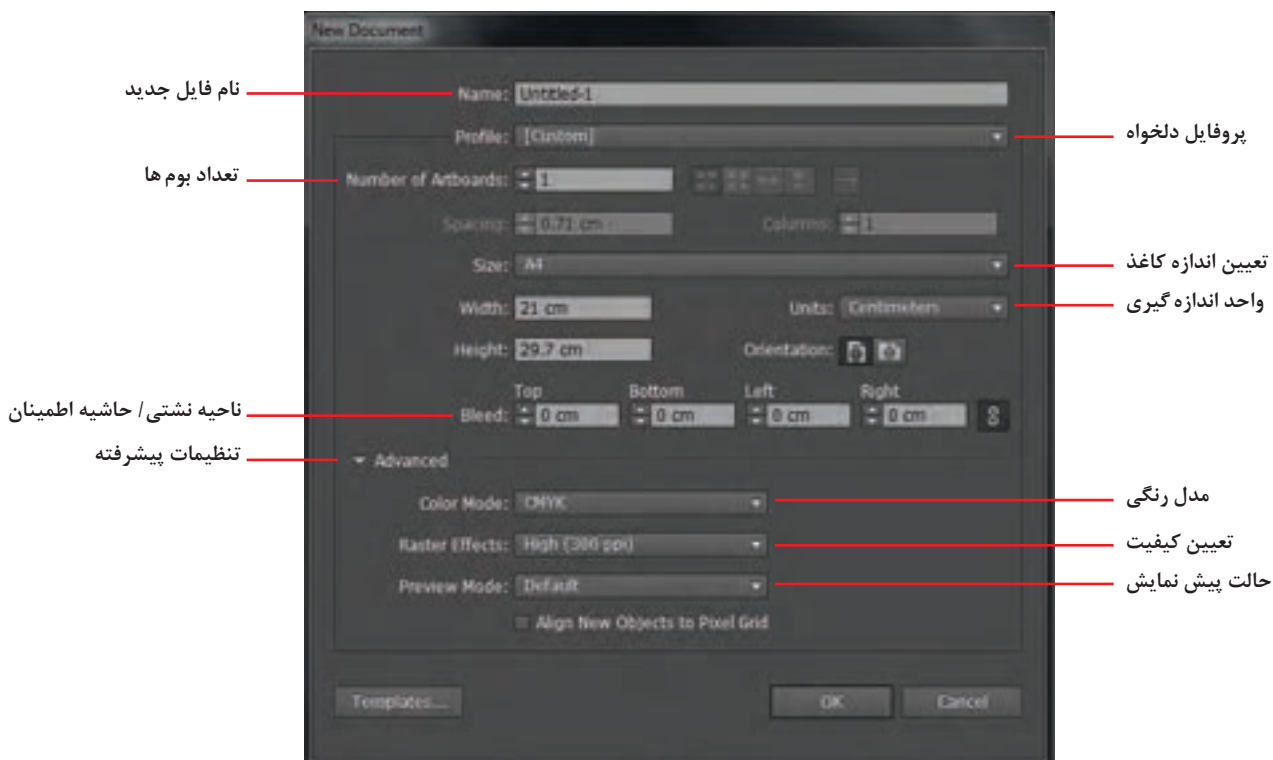 New Document
نام فایل جدید
Name: Untitled-1
Profile: [Custom]
پروفایل دلخواه
تعداد بوم ها
Number of Artboards: 1
Spacing: 0.71 cm
Columns: 1
Size: A4
تعیین اندازه کاغذ
Width: 21 cm
Units: Centimeters
واحد اندازه گیری
Height: 29.7 cm
Orientation:
Top Bottom Left Right
ناحیه نشتی/ حاشیه اطمینان
Bleed: 0 cm 0 cm 0 cm 0 cm
تنظیمات پیشرفته
Advanced
Color Mode: CMYK
مدل رنگی
Raster Effects: High (300 ppi)
تعیین کیفیت
Preview Mode: Default
حالت پیش نمایش
Align New Objects to Pixel Grid
Templates...
OK
Cancel